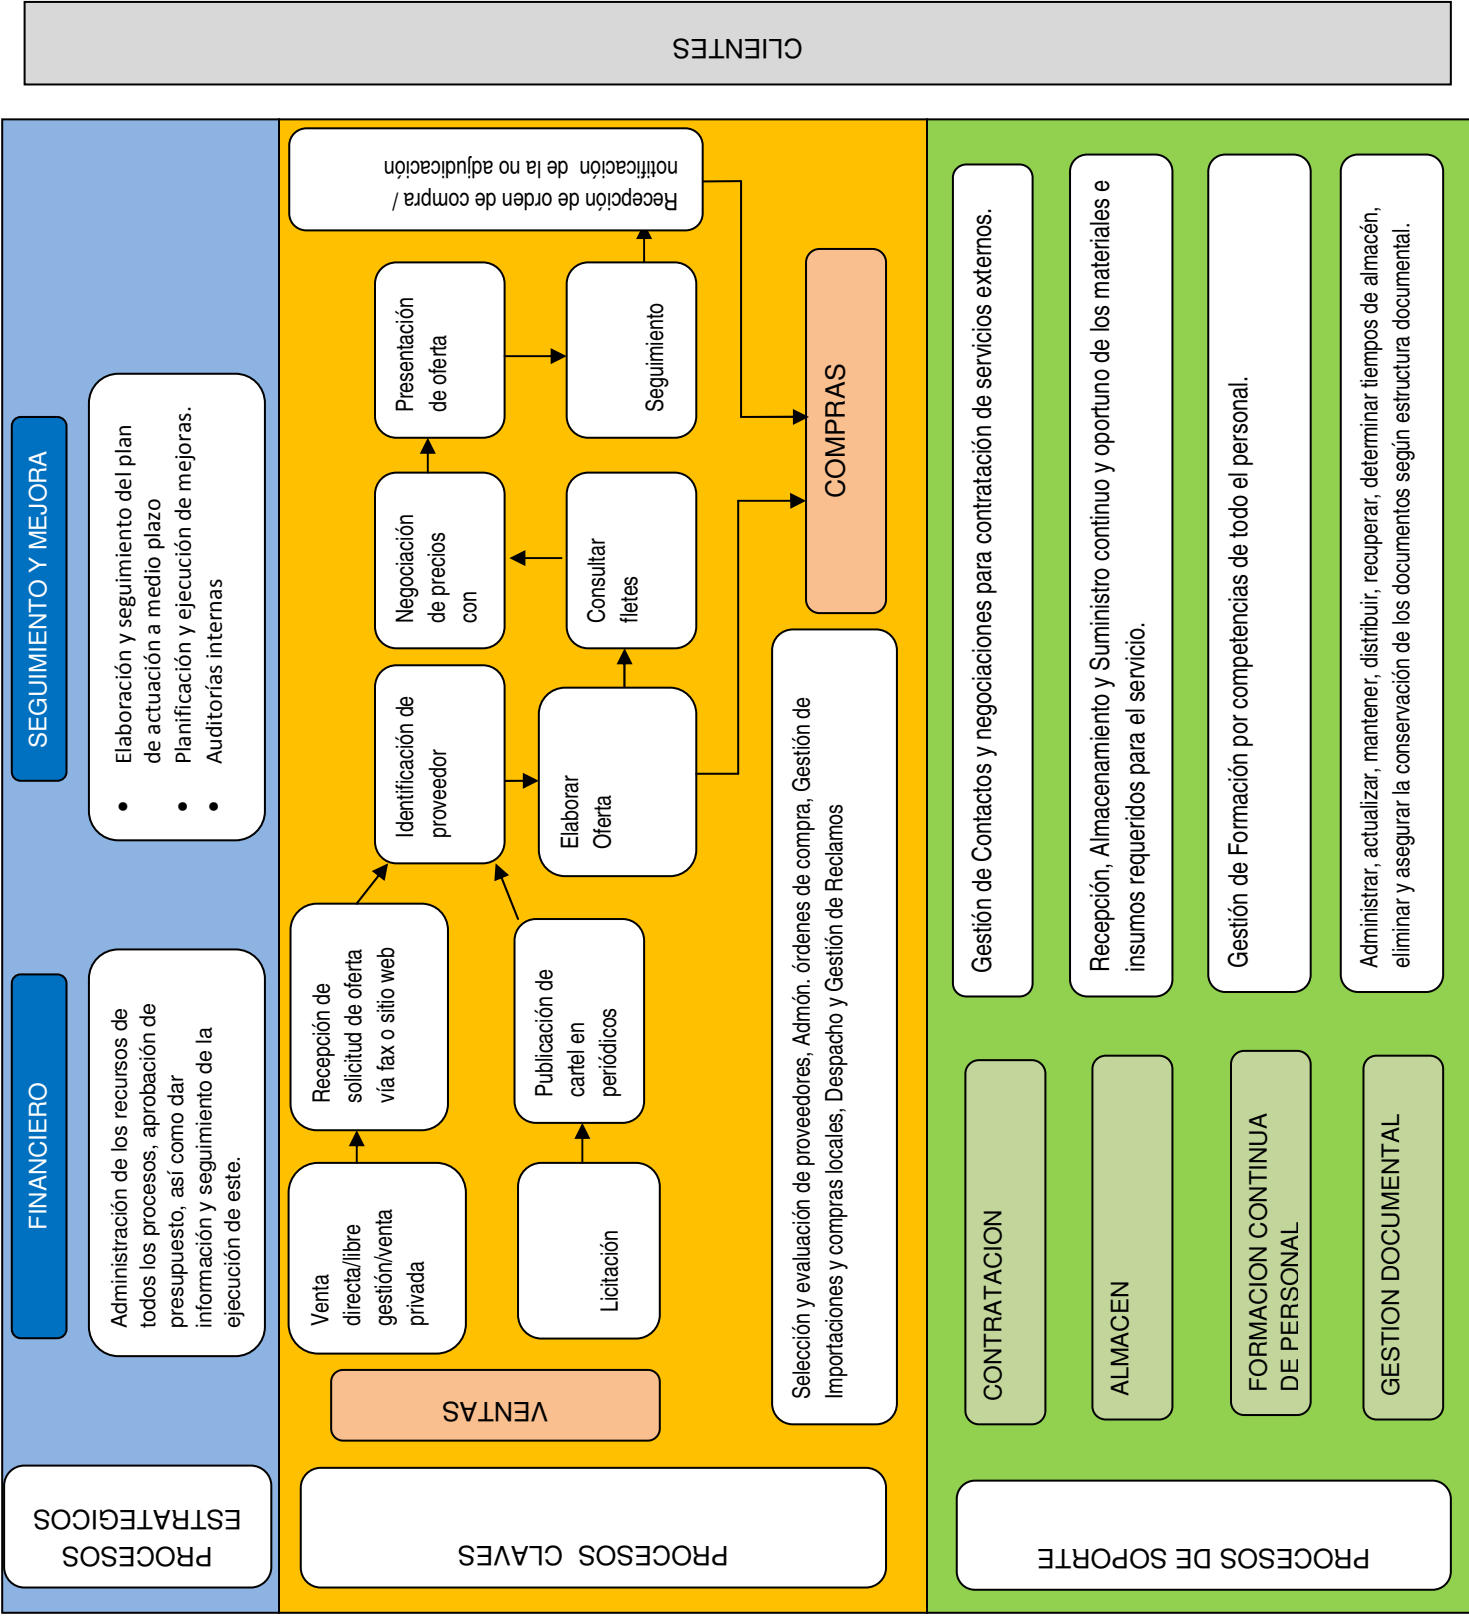 PROCESOS
ESTRATEGICOS
FINANCIERO
Administración de los recursos de
todos los procesos, aprobación de
presupuesto, así como dar
información y seguimiento de la
ejecución de este.
SEGUIMIENTO Y MEJORA
• Elaboración y seguimiento del plan
de actuación a medio plazo
• Planificación y ejecución de mejoras.
• Auditorías internas
PROCESOS CLAVES
VENTAS
Venta
directa/libre
gestión/venta
privada
Recepción de
solicitud de oferta
vía fax o sitio web
Licitación
Publicación de
cartel en
periódicos
Identificación de
proveedor
Elaborar
Oferta
Consultar
fletes
Negociación
de precios
con
Presentación
de oferta
Seguimiento
Recepción de orden de compra /
notificación de la no adjudicación
COMPRAS
Selección y evaluación de proveedores, Admón. órdenes de compra, Gestión de
Importaciones y compras locales, Despacho y Gestión de Reclamos
PROCESOS DE SOPORTE
CONTRATACION
Gestión de Contactos y negociaciones para contratación de servicios externos.
ALMACEN
Recepción, Almacenamiento y Suministro continuo y oportuno de los materiales e
insumos requeridos para el servicio.
FORMACION CONTINUA
DE PERSONAL
Gestión de Formación por competencias de todo el personal.
GESTION DOCUMENTAL
Administrar, actualizar, mantener, distribuir, recuperar, determinar tiempos de almacén,
eliminar y asegurar la conservación de los documentos según estructura documental.
CLIENTES